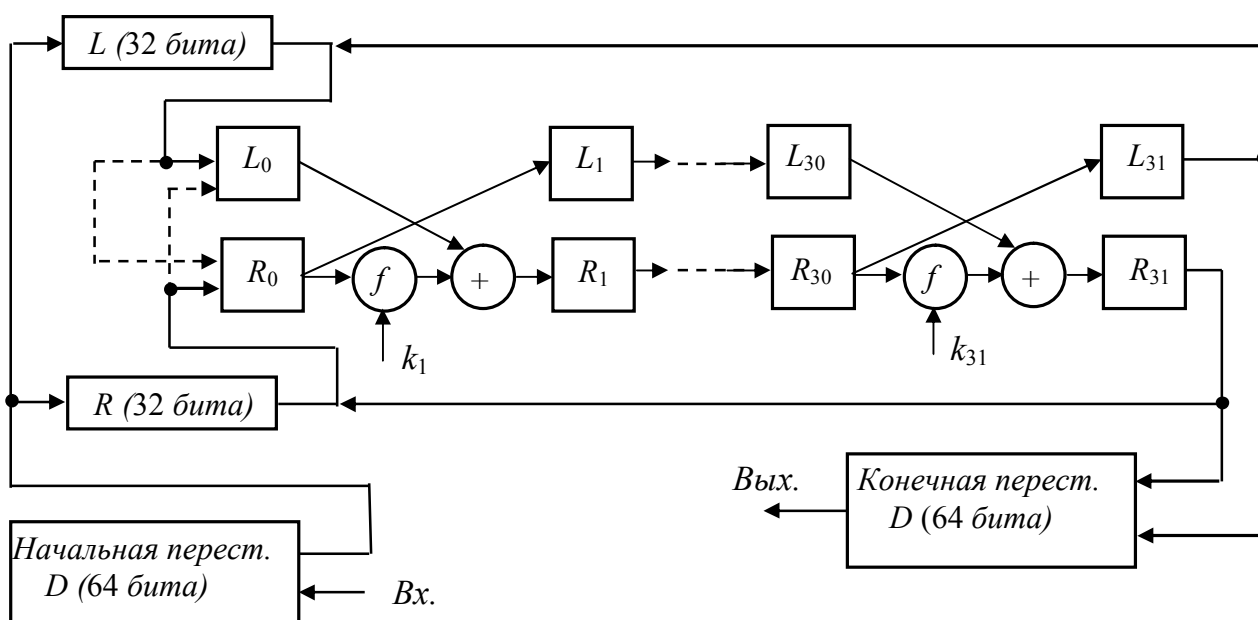 L (32 бита)
L₀
L₁
L₃₀
L₃₁
R₀
f
+
R₁
R₃₀
f
+
R₃₁
k₁
k₃₁
R (32 бита)
Вых.
Конечная перест.
D (64 бита)
Начальная перест.
D (64 бита)
Вх.